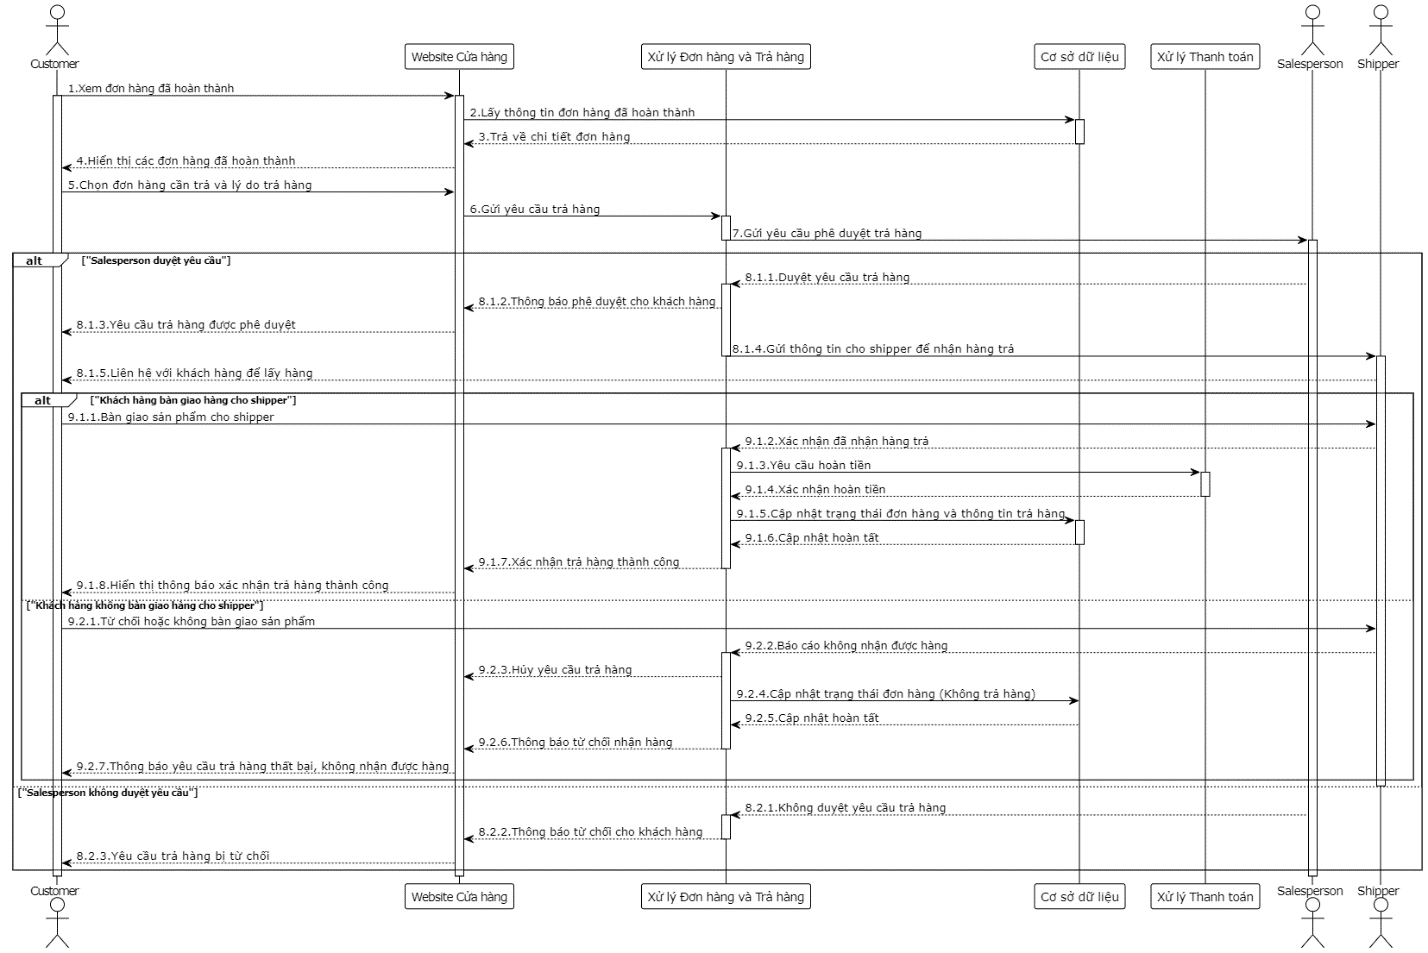 Customer
Website Cửa hàng
Xử lý Đơn hàng và Trả hàng
Cơ sở dữ liệu
Xử lý Thanh toán
Salesperson
Shipper
1.Xem đơn hàng đã hoàn thành
2.Lấy thông tin đơn hàng đã hoàn thành
3.Trả về chi tiết đơn hàng
4.Hiển thị các đơn hàng đã hoàn thành
5.Chọn đơn hàng cần trả và lý do trả hàng
6.Gửi yêu cầu trả hàng
7.Gửi yêu cầu phê duyệt trả hàng
alt
["Salesperson duyệt yêu cầu"]
8.1.1.Duyệt yêu cầu trả hàng
8.1.2.Thông báo phê duyệt cho khách hàng
8.1.3.Yêu cầu trả hàng được phê duyệt
8.1.4.Gửi thông tin cho shipper để nhận hàng trả
8.1.5.Liên hệ với khách hàng để lấy hàng
alt
["Khách hàng bàn giao hàng cho shipper"]
9.1.1.Bàn giao sản phẩm cho shipper
9.1.2.Xác nhận đã nhận hàng trả
9.1.3.Yêu cầu hoàn tiền
9.1.4.Xác nhận hoàn tiền
9.1.5.Cập nhật trạng thái đơn hàng và thông tin trả hàng
9.1.6.Cập nhật hoàn tất
9.1.7.Xác nhận trả hàng thành công
9.1.8.Hiển thị thông báo xác nhận trả hàng thành công
["Khách hàng không bàn giao hàng cho shipper"]
9.2.1.Từ chối hoặc không bàn giao sản phẩm
9.2.2.Báo cáo không nhận được hàng
9.2.3.Hủy yêu cầu trả hàng
9.2.4.Cập nhật trạng thái đơn hàng (Không trả hàng)
9.2.5.Cập nhật hoàn tất
9.2.6.Thông báo từ chối nhận hàng
9.2.7.Thông báo yêu cầu trả hàng thất bại, không nhận được hàng
["Salesperson không duyệt yêu cầu"]
8.2.1.Không duyệt yêu cầu trả hàng
8.2.2.Thông báo từ chối cho khách hàng
8.2.3.Yêu cầu trả hàng bị từ chối
Customer
Website Cửa hàng
Xử lý Đơn hàng và Trả hàng
Cơ sở dữ liệu
Xử lý Thanh toán
Salesperson
Shipper